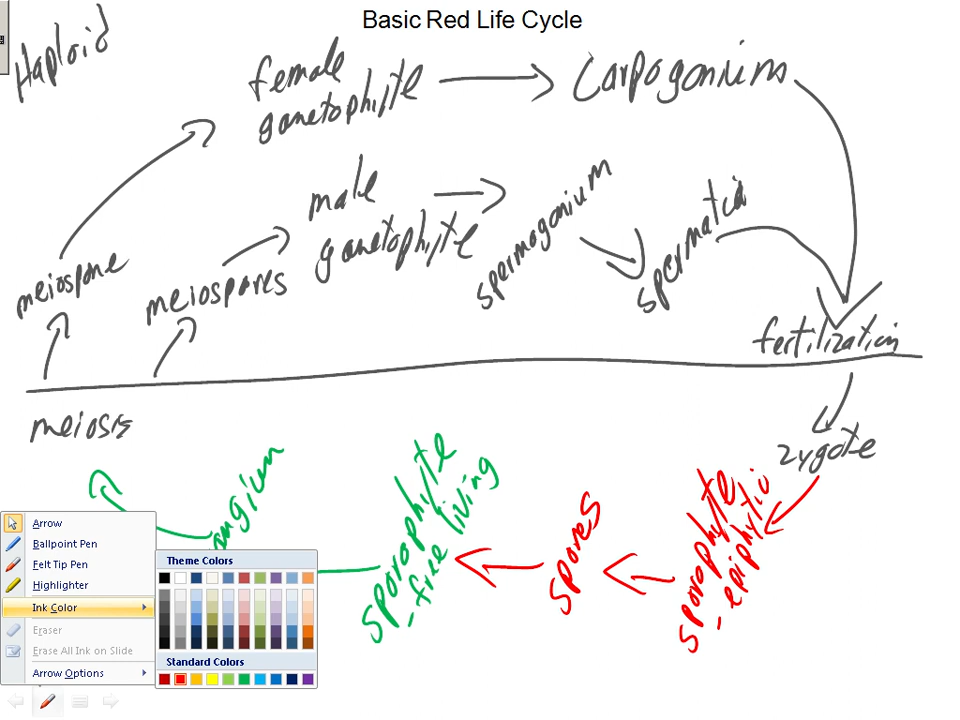 Basic Red Life Cycle
Haploid
female
gametophyte
Carpogonium
male
gametophyte
spermogonium
spermatia
meiospore
meiospores
fertilization
meiosis
zygote
sporophyte
- epiphytic
spores
sporophyte
- free living
Arrow
Ballpoint Pen
Felt Tip Pen
Highlighter
Ink Color
Eraser
Erase All Ink on Slide
Arrow Options
Theme Colors
Standard Colors